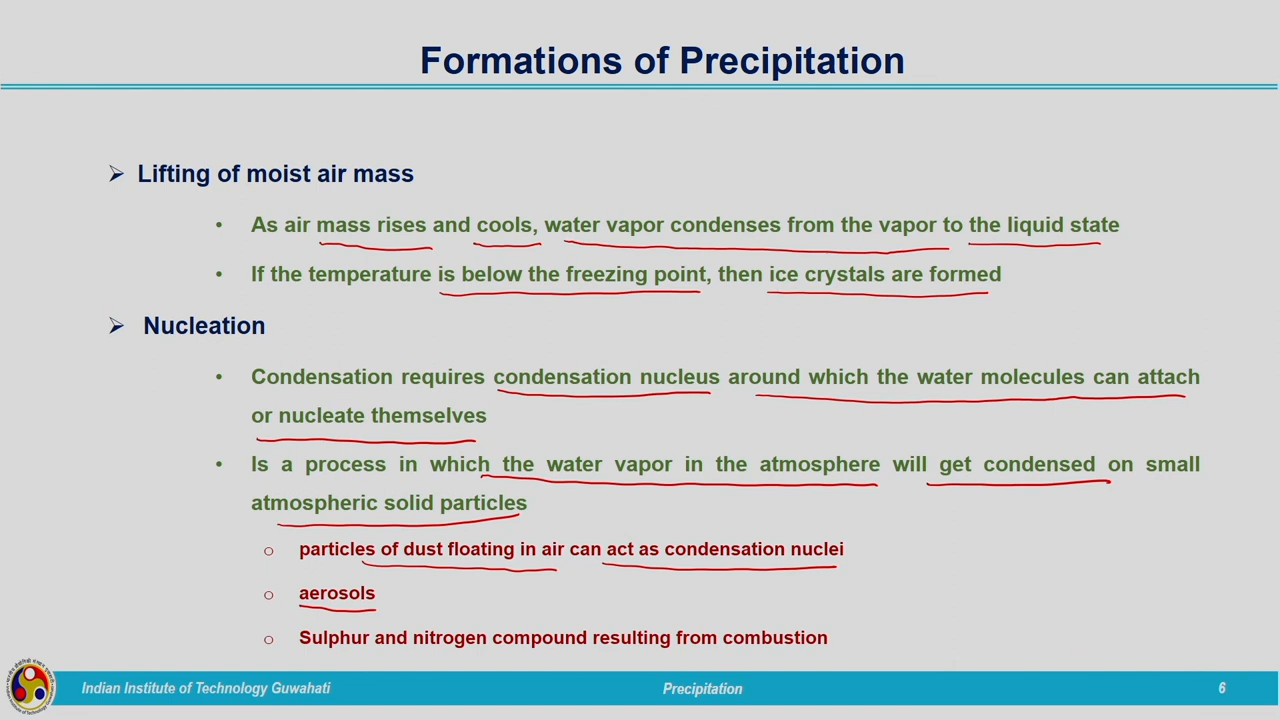 Formations of Precipitation
➢ Lifting of moist air mass
• As air mass rises and cools, water vapor condenses from the vapor to the liquid state
• If the temperature is below the freezing point, then ice crystals are formed
➢ Nucleation
• Condensation requires condensation nucleus around which the water molecules can attach
or nucleate themselves
• Is a process in which the water vapor in the atmosphere will get condensed on small
atmospheric solid particles
o particles of dust floating in air can act as condensation nuclei
o aerosols
o Sulphur and nitrogen compound resulting from combustion
Indian Institute of Technology Guwahati
Precipitation
6